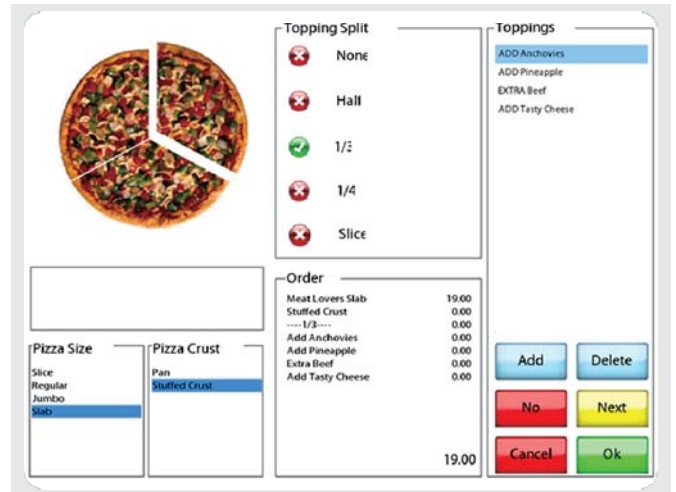 Topping Split
None
Half
1/3
1/4
Slice
Toppings
ADD Anchovies
ADD Pineapple
EXTRA Beef
ADD Tasty Cheese
Order
Meat Lovers Slab 19.00
Stuffed Crust 0.00
----1/3---- 0.00
Add Anchovies 0.00
Add Pineapple 0.00
Extra Beef 0.00
Add Tasty Cheese 0.00
19.00
Pizza Size
Slice
Regular
Jumbo
Slab
Pizza Crust
Pan
Stuffed Crust
Add Delete
No Next
Cancel Ok